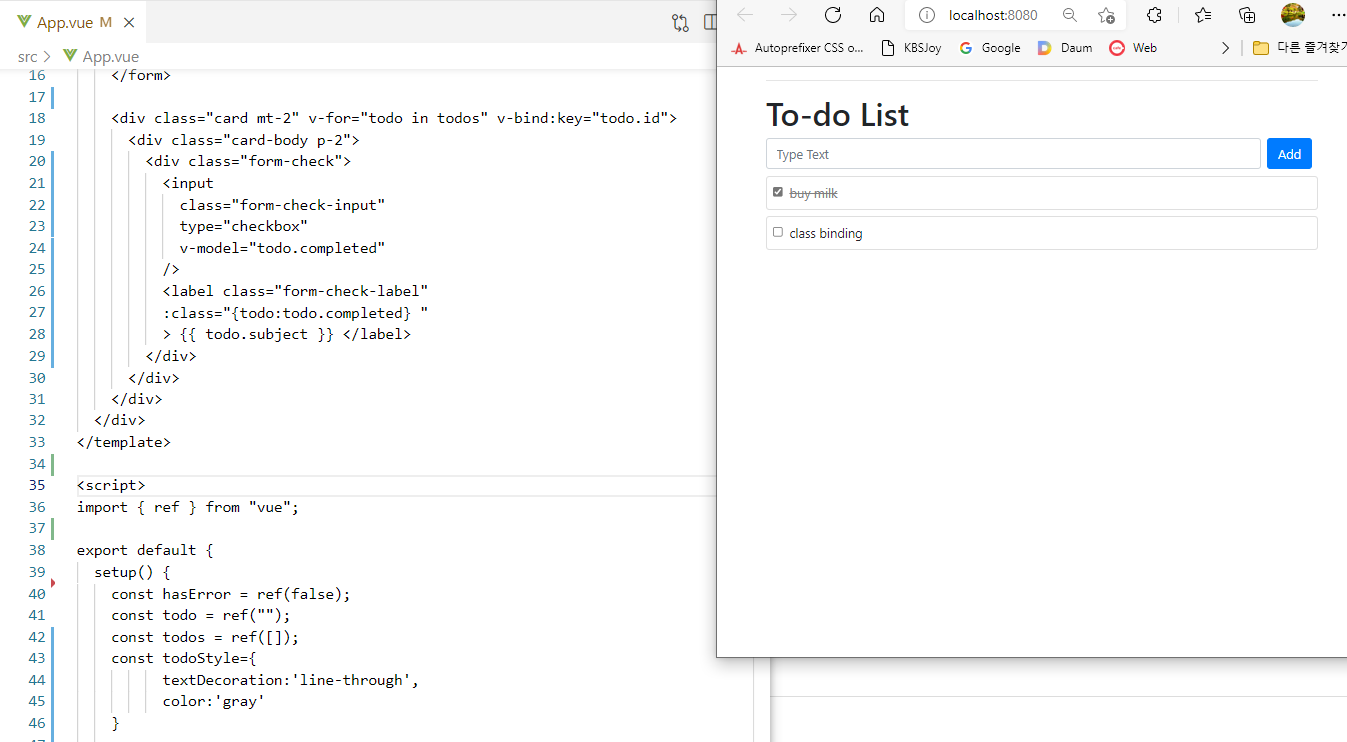 App.vue M
src > App.vue
16 </form>
17
18 <div class="card mt-2" v-for="todo in todos" v-bind:key="todo.id">
19 <div class="card-body p-2">
20 <div class="form-check">
21 <input
22 class="form-check-input"
23 type="checkbox"
24 v-model="todo.completed"
25 />
26 <label class="form-check-label"
27 :class="{todo:todo.completed} "
28 > {{ todo.subject }} </label>
29 </div>
30 </div>
31 </div>
32 </div>
33 </template>
34
35 <script>
36 import { ref } from "vue";
37
38 export default {
39 setup() {
40 const hasError = ref(false);
41 const todo = ref("");
42 const todos = ref([]);
43 const todoStyle={
44 textDecoration:'line-through',
45 color:'gray'
46 }
localhost:8080
Autoprefixer CSS o... KBSJoy Google Daum Web 다른 즐겨찾기
To-do List
Type Text Add
buy milk
class binding